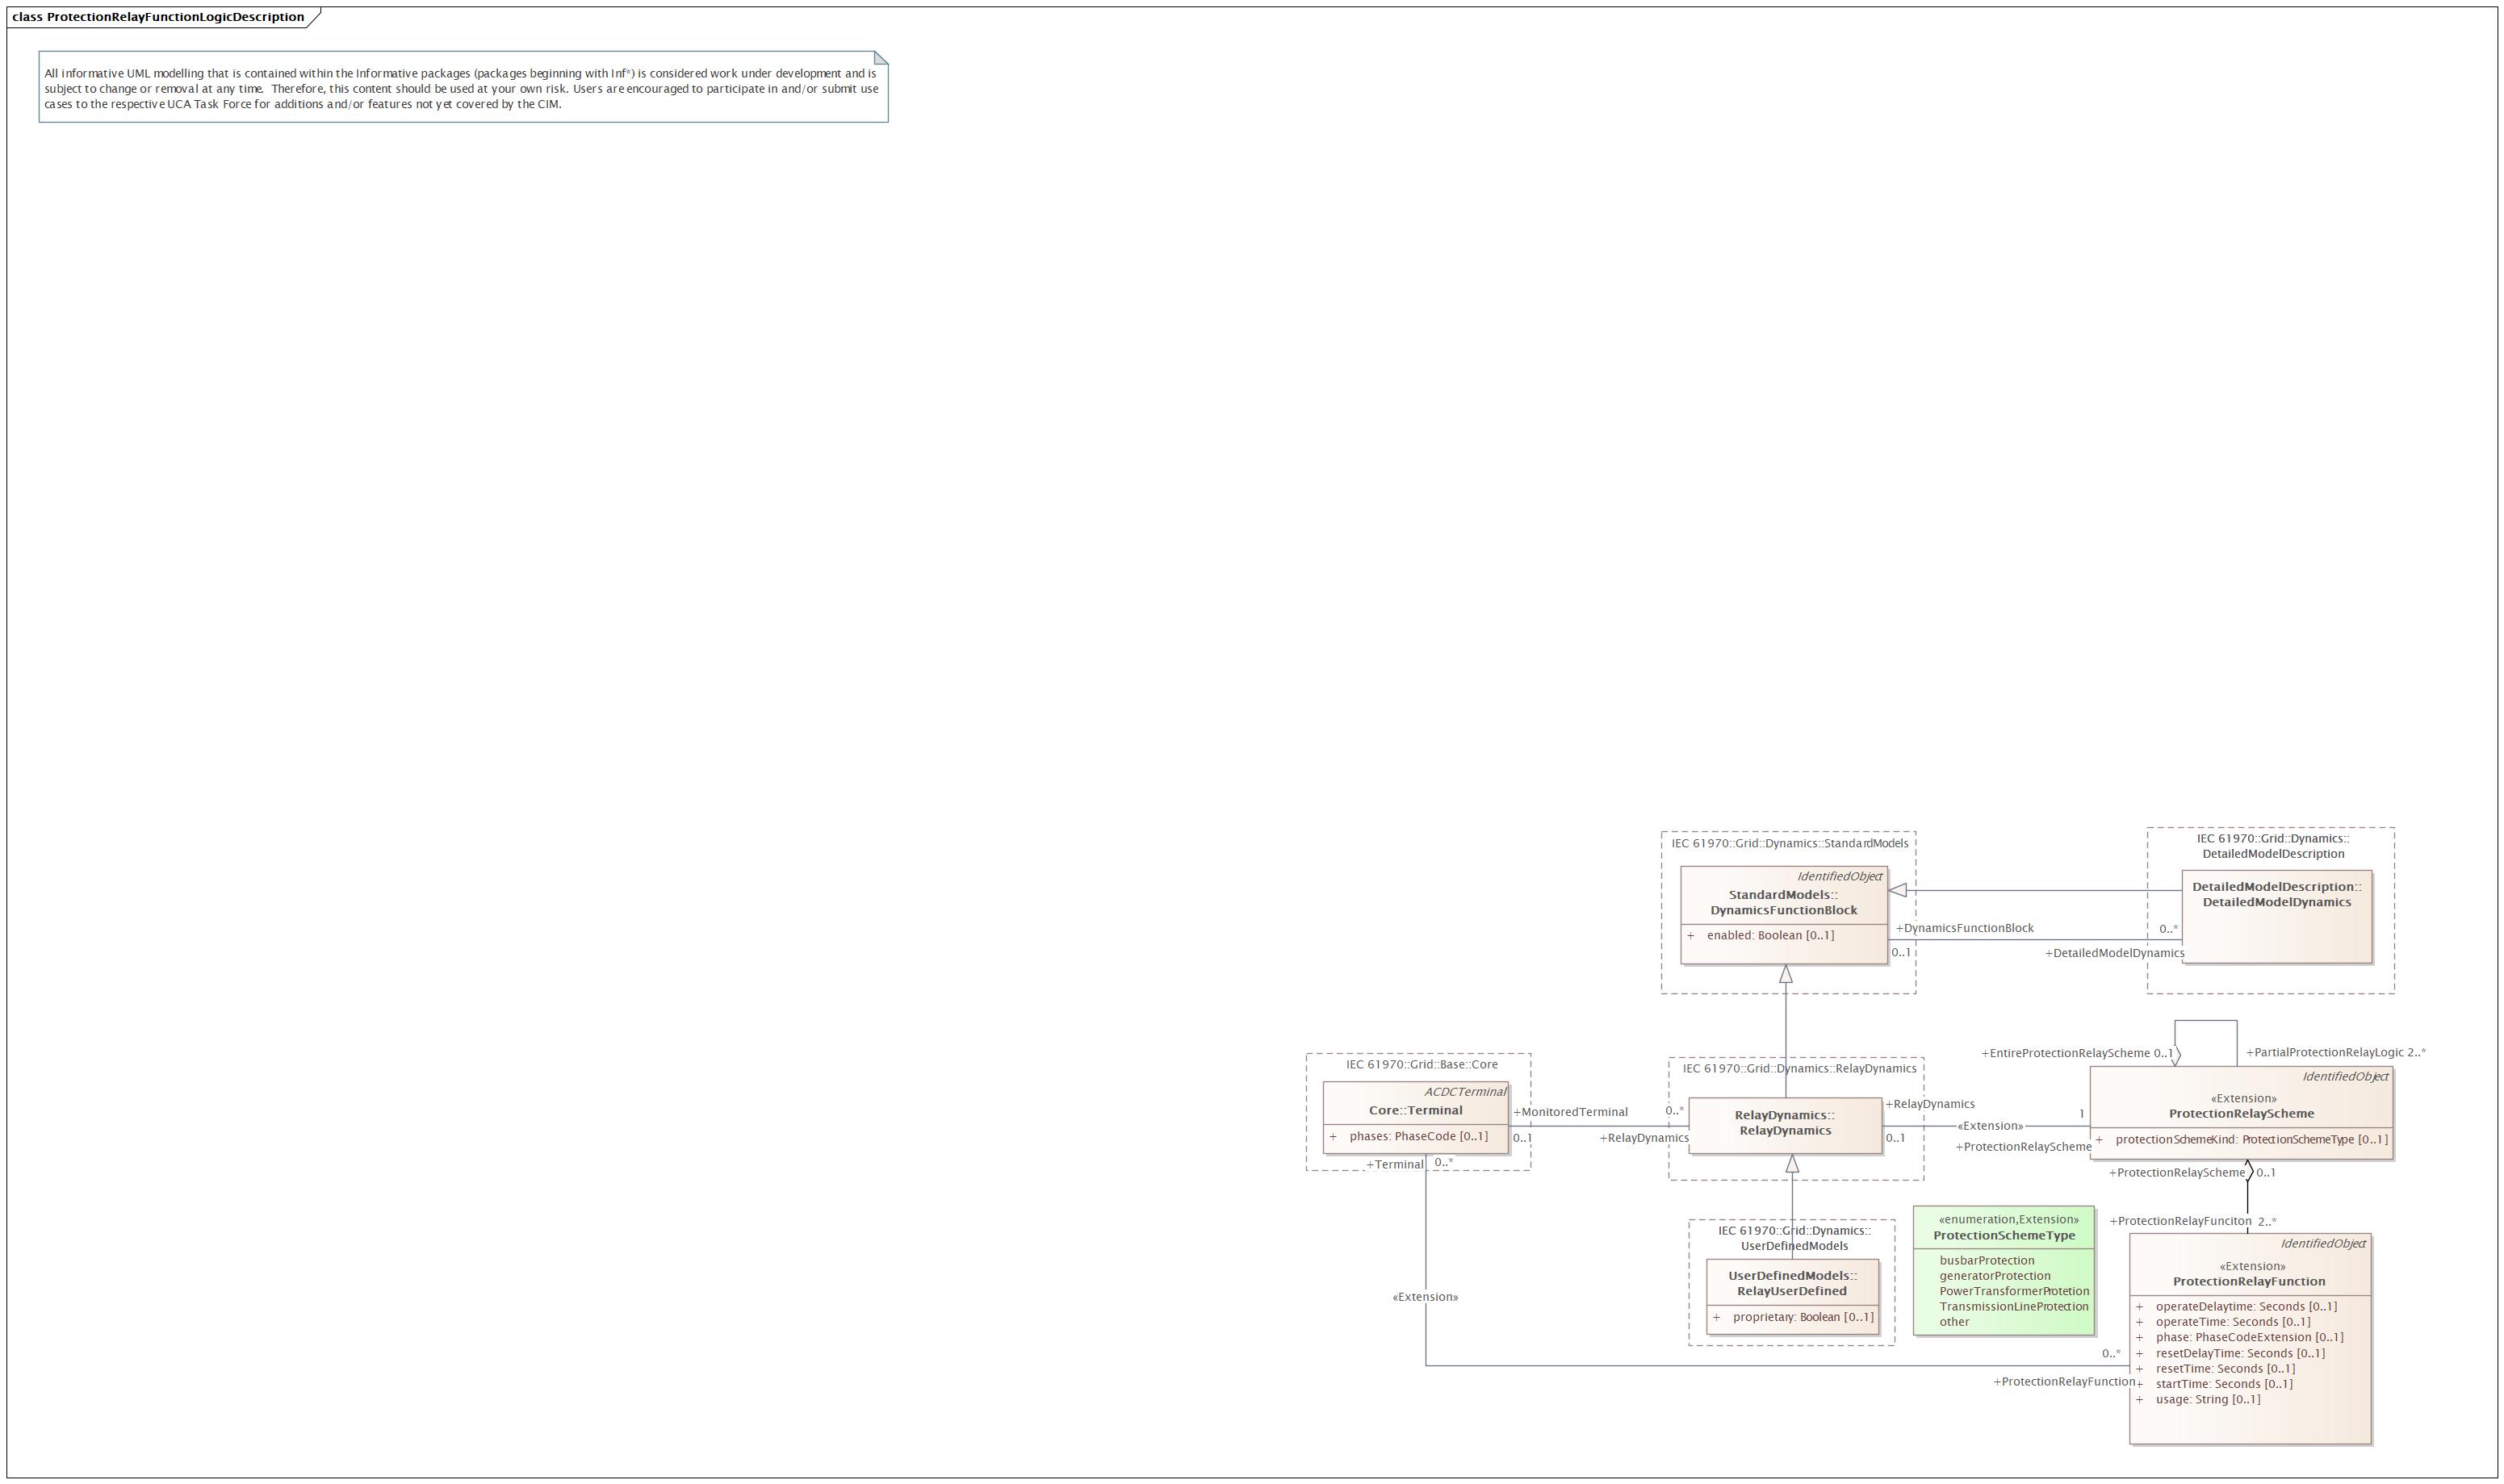 class ProtectionRelayFunctionLogicDescription
All informative UML modelling that is contained within the Informative packages (packages beginning with Inf*) is considered work under development and is
subject to change or removal at any time.  Therefore, this content should be used at your own risk. Users are encouraged to participate in and/or submit use
cases to the respective UCA Task Force for additions and/or features not yet covered by the CIM.
IEC 61970::Grid::Dynamics::StandardModels
IdentifiedObject
StandardModels::
DynamicsFunctionBlock
+ enabled: Boolean [0..1]
IEC 61970::Grid::Dynamics::
DetailedModelDescription
DetailedModelDescription::
DetailedModelDynamics
+DynamicsFunctionBlock
0..1
0..*
+DetailedModelDynamics
IEC 61970::Grid::Base::Core
ACDCTerminal
Core::Terminal
+ phases: PhaseCode [0..1]
+MonitoredTerminal
0..1
0..*
+RelayDynamics
IEC 61970::Grid::Dynamics::RelayDynamics
RelayDynamics::
RelayDynamics
+RelayDynamics
0..1
«Extension»
1
+ProtectionRelayScheme
+EntireProtectionRelayScheme 0..1
+PartialProtectionRelayLogic 2..*
IdentifiedObject
«Extension»
ProtectionRelayScheme
+ protectionSchemeKind: ProtectionSchemeType [0..1]
+ProtectionRelayScheme
0..1
+ProtectionRelayFunciton
2..*
+Terminal
0..*
«Extension»
IEC 61970::Grid::Dynamics::
UserDefinedModels
UserDefinedModels::
RelayUserDefined
+ proprietary: Boolean [0..1]
«enumeration,Extension»
ProtectionSchemeType
busbarProtection
generatorProtection
PowerTransformerProtetion
TransmissionLineProtection
other
IdentifiedObject
«Extension»
ProtectionRelayFunction
+ operateDelaytime: Seconds [0..1]
+ operateTime: Seconds [0..1]
+ phase: PhaseCodeExtension [0..1]
+ resetDelayTime: Seconds [0..1]
+ resetTime: Seconds [0..1]
+ startTime: Seconds [0..1]
+ usage: String [0..1]
0..*
+ProtectionRelayFunction